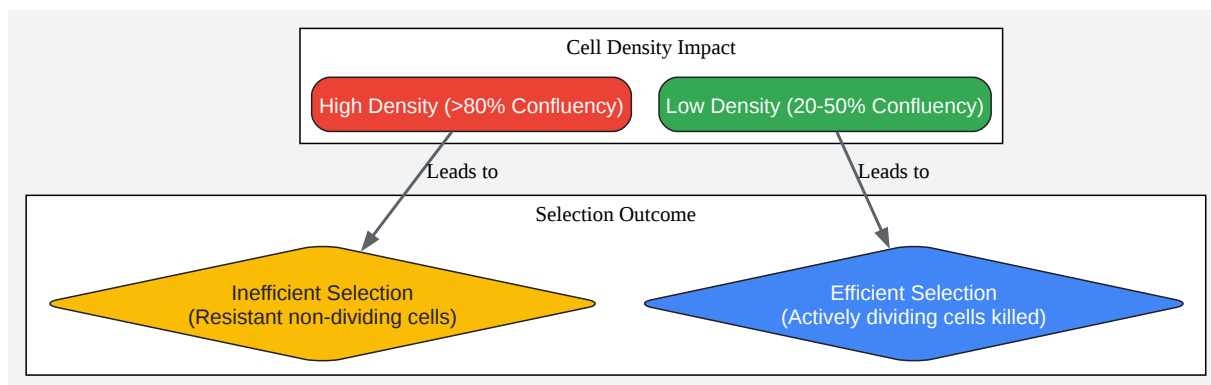 Cell Density Impact
High Density (>80% Confluency)
Low Density (20-50% Confluency)
Leads to
Leads to
Selection Outcome
Inefficient Selection
(Resistant non-dividing cells)
Efficient Selection
(Actively dividing cells killed)